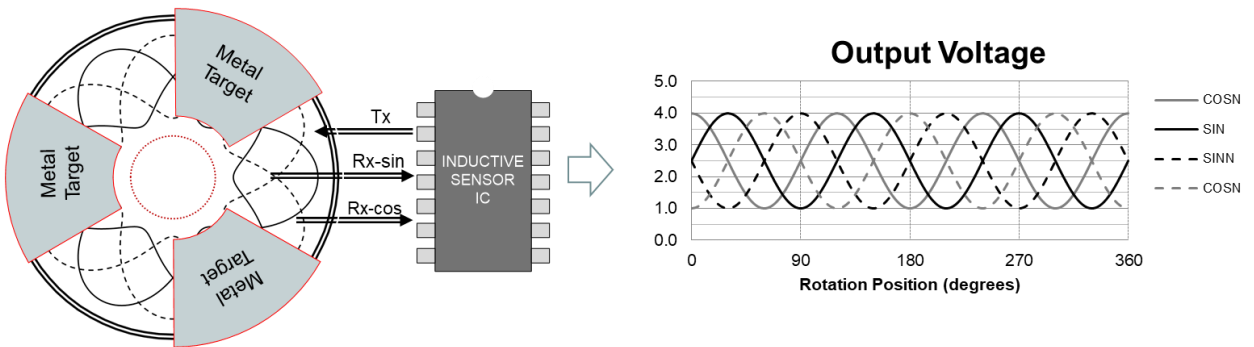 Metal
Target
Metal
Target
Metal
Target
Tx
Rx-sin
Rx-cos
INDUCTIVE
SENSOR
IC
Output Voltage
5.0
4.0
3.0
2.0
1.0
0.0
0 90 180 270 360
Rotation Position (degrees)
COSN
SIN
SINN
COSN